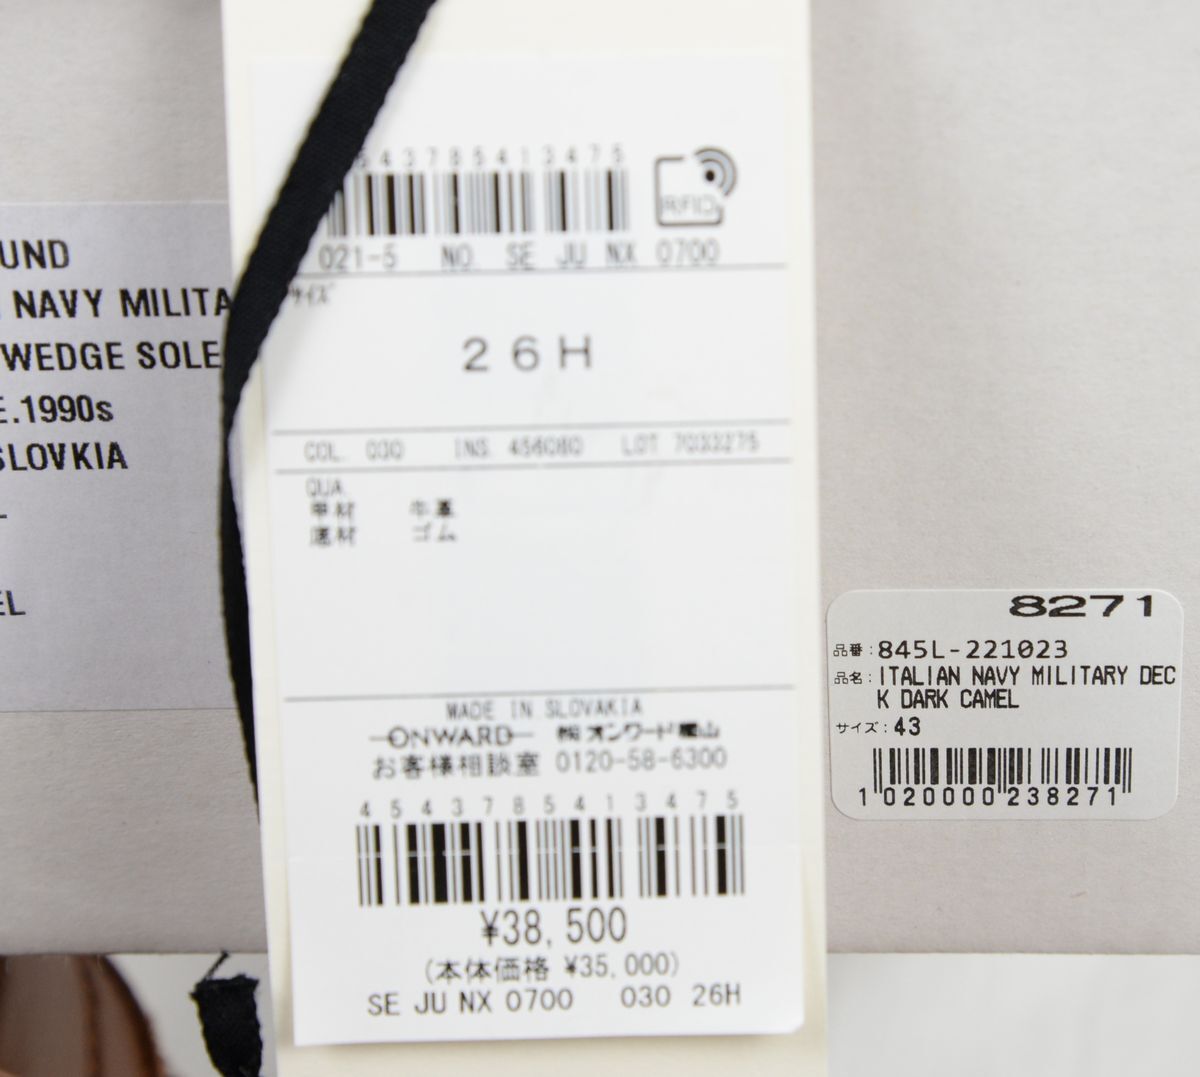 UND
NAVY MILITA
WEDGE SOLE
E.1990s
SLOVKIA
EL
5437854134​75
RFID
021-5 NO. SE JU NX 0700
サイズ
26H
COL. 030 INS. 456080 LOT 7033275
QUA.
甲材 牛革
底材 ゴム
MADE IN SLOVAKIA
ONWARD ㈱オンワード樫山
お客様相談室 0120-58-6300
4543785413475
¥38,500
(本体価格 ¥35,000)
SE JU NX 0700 030 26H
8271
品番:845L-221023
品名:ITALIAN NAVY MILITARY DEC
K DARK CAMEL
サイズ:43
1020000238271